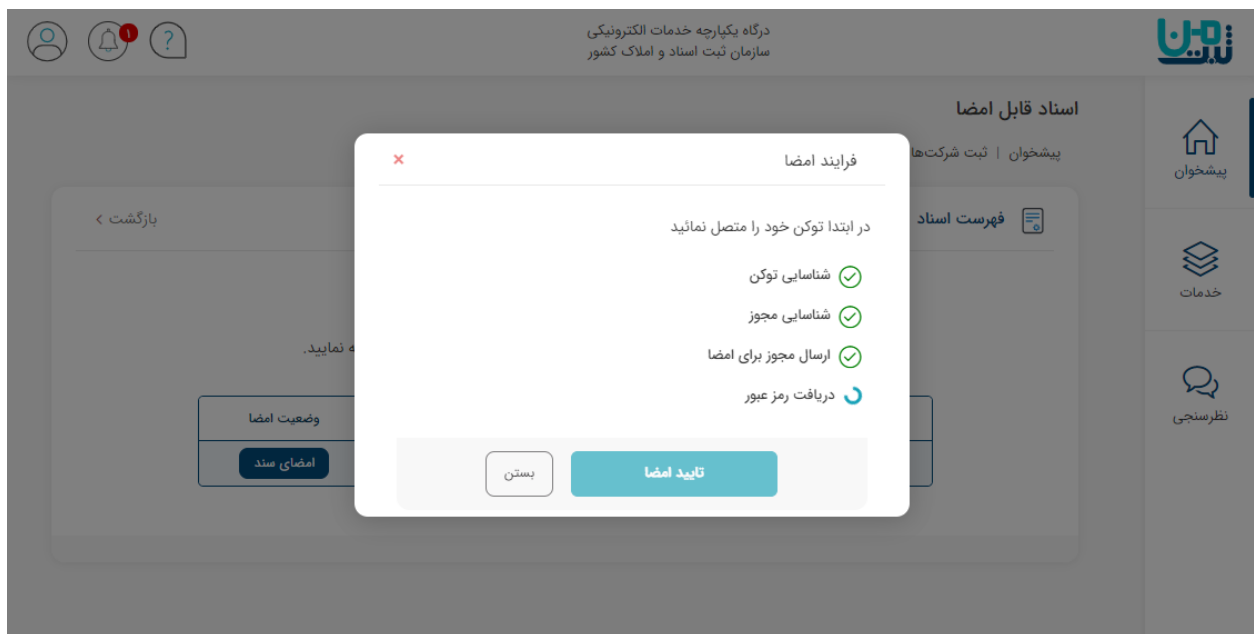 درگاه یکپارچه خدمات الکترونیکی
سازمان ثبت اسناد و املاک کشور
ثبت من
۱
?
پیشخوان
خدمات
نظرسنجی
اسناد قابل امضا
پیشخوان | ثبت شرکت‌ها
فهرست اسناد
بازگشت
نمایید.
وضعیت امضا
امضای سند
فرایند امضا
در ابتدا توکن خود را متصل نمائید
شناسایی توکن
شناسایی مجوز
ارسال مجوز برای امضا
دریافت رمز عبور
تایید امضا
بستن